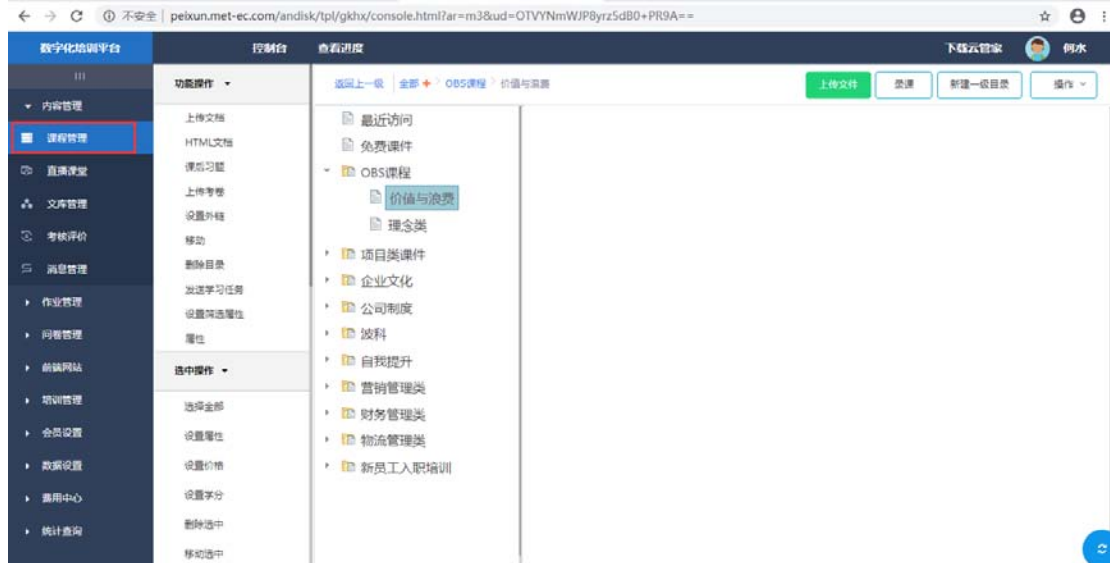 不安全 | peixun.met-ec.com/andisk/tpl/gkhx/console.html?ar=m3&ud=OTVYNmWJP8yrzSdB0+PR9A==
数字化培训平台
控制台
查看进度
下载云管家
何水
内容管理
课程管理
直播课堂
文库管理
考核评价
消息管理
作业管理
问卷管理
前端网站
培训管理
会员设置
数据设置
费用中心
统计查询
功能操作
上传文档
HTML文档
课后习题
上传考卷
设置外链
移动
删除目录
发送学习任务
设置筛选属性
属性
选中操作
选择全部
设置属性
设置价格
设置学分
删除选中
移动选中
返回上一级 | 全部 + > OBS课程 > 价值与浪费
上传文件
录课
新建一级目录
操作
最近访问
免费课件
OBS课程
价值与浪费
理念类
项目类课件
企业文化
公司制度
波科
自我提升
营销管理类
财务管理类
物流管理类
新员工入职培训